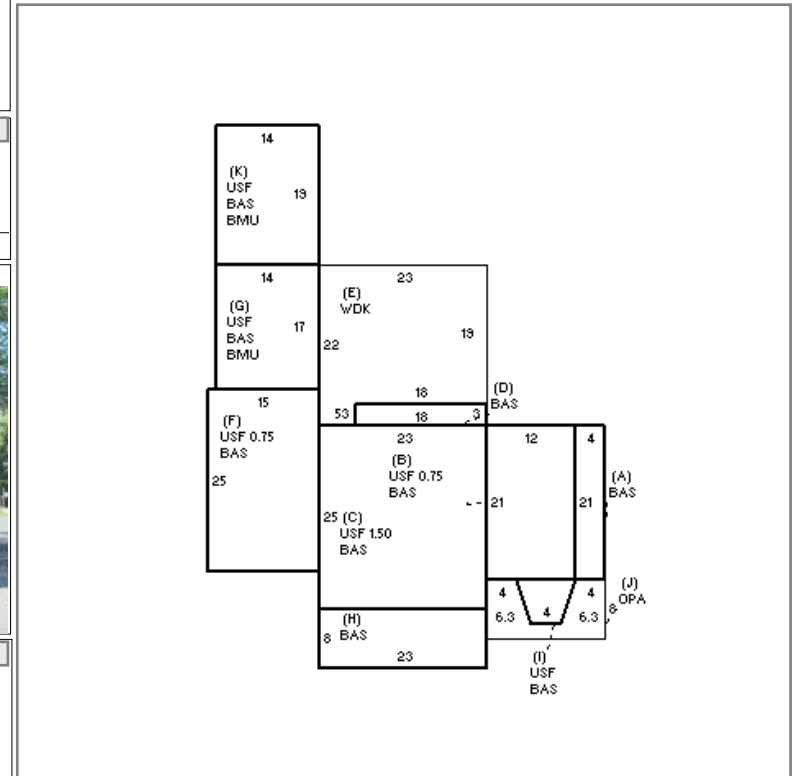 14
(K)
USF
BAS
BMU
19
14
(G)
USF
BAS
BMU
17
23
(E)
WDK
19
22
18
53
18
3
(D)
BAS
15
(F)
USF 0.75
BAS
25
23
(B)
USF 0.75
BAS
25 (C)
USF 1.50
BAS
12
21
4
21
(A)
BAS
(H)
8 BAS
23
4
6.3
4
4
6.3
8
(J)
OPA
(I)
USF
BAS